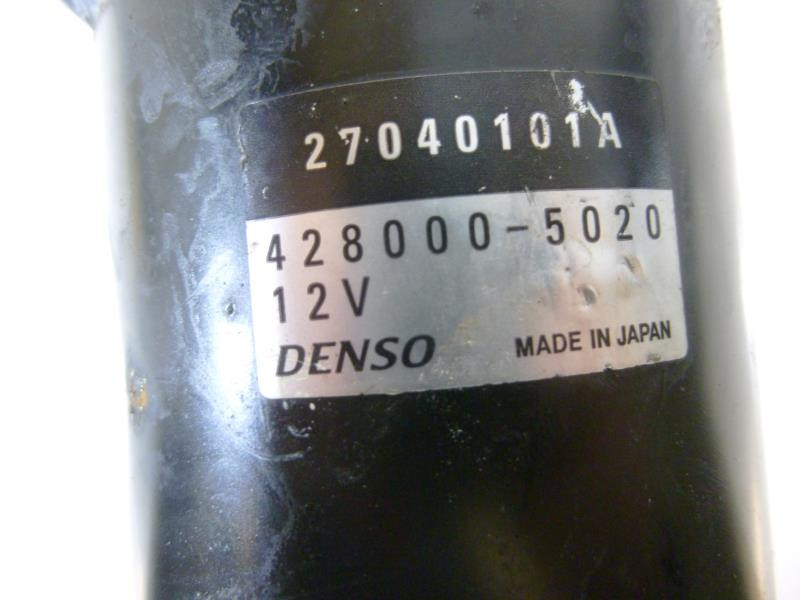 27040101A
428000-5020
12V
DENSO MADE IN JAPAN